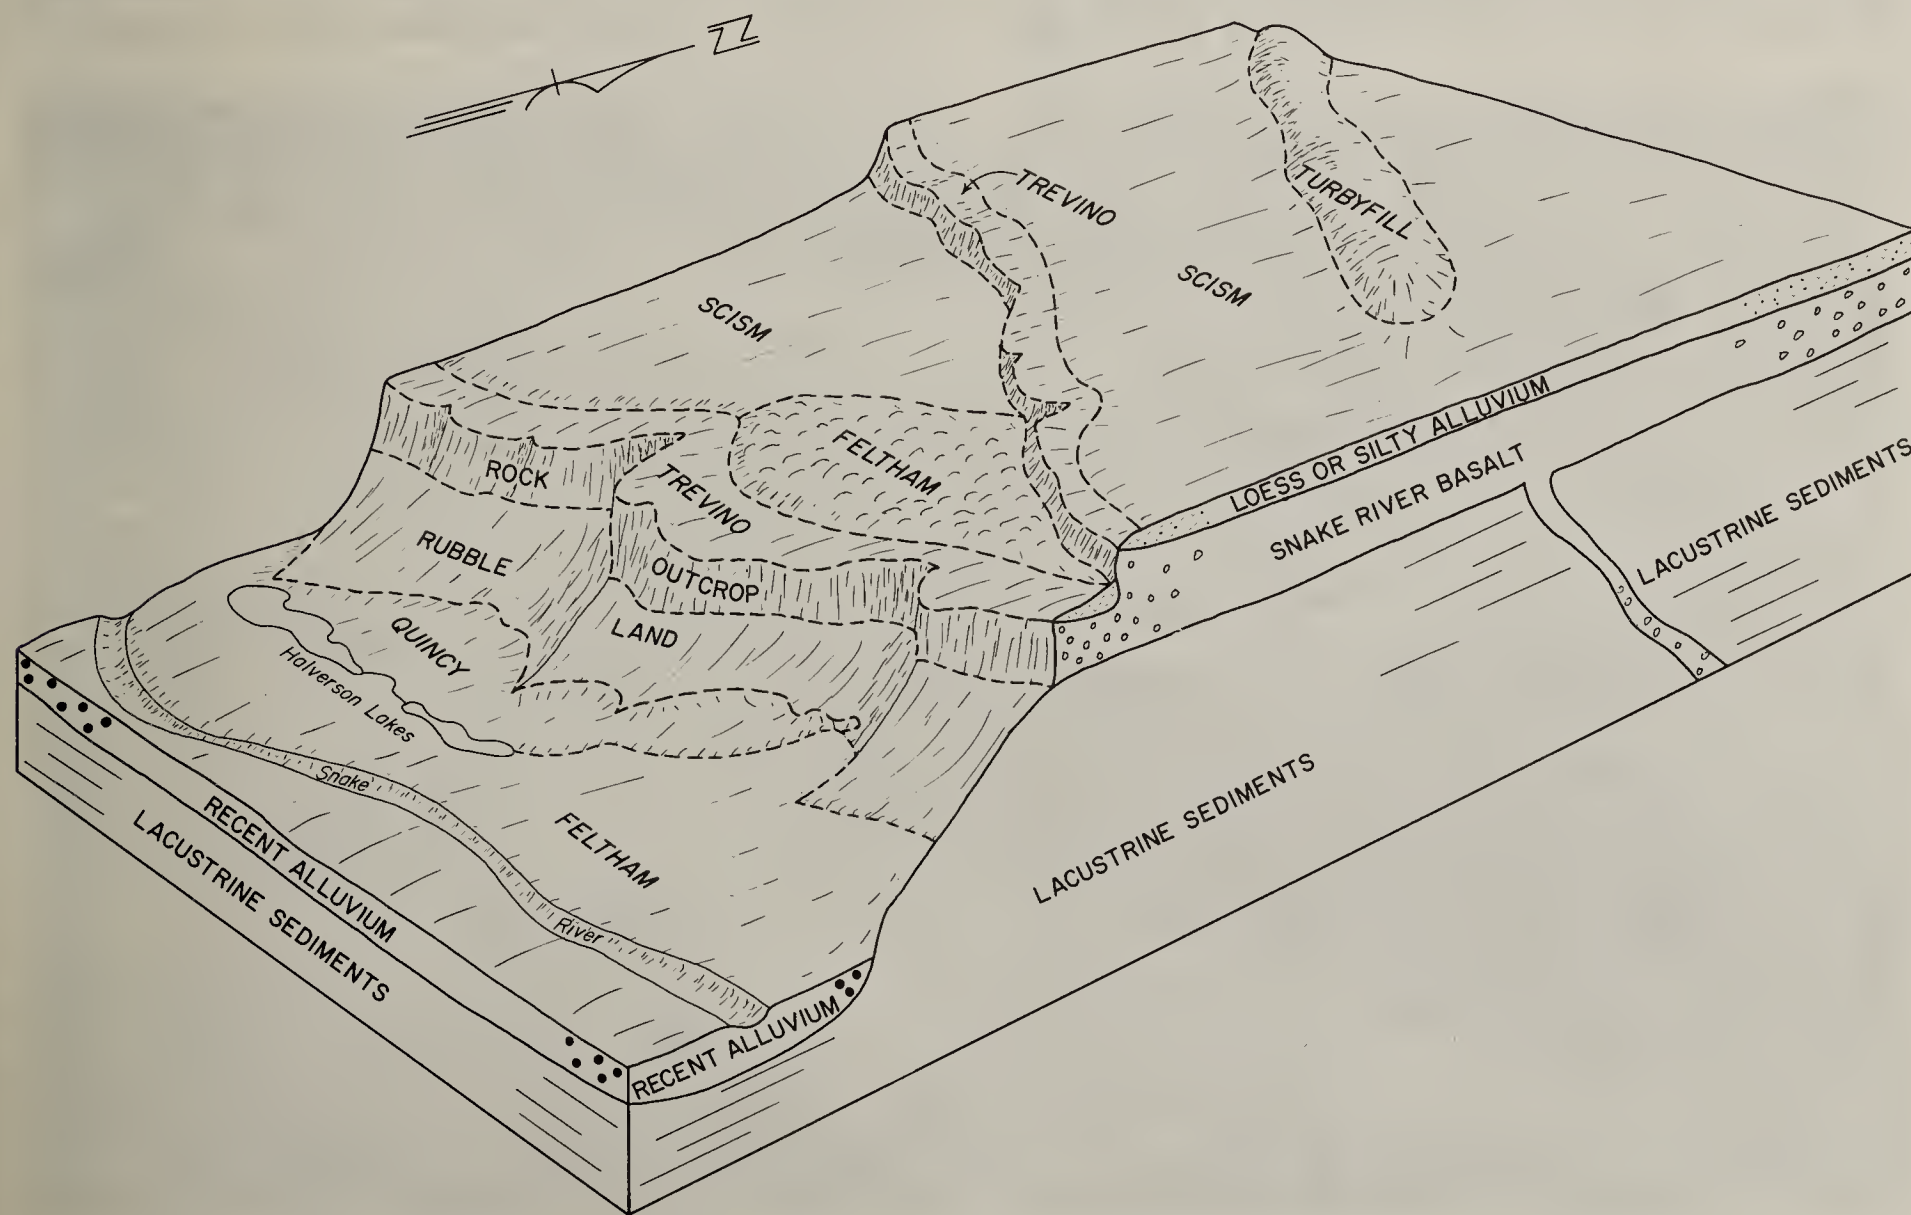 N
TREVINO
TURBYFILL
SCISM
SCISM
FELTHAM
ROCK
TREVINO
RUBBLE
OUTCROP
LAND
QUINCY
Halverson Lakes
Snake
River
FELTHAM
LOESS OR SILTY ALLUVIUM
SNAKE RIVER BASALT
LACUSTRINE SEDIMENTS
LACUSTRINE SEDIMENTS
RECENT ALLUVIUM
LACUSTRINE SEDIMENTS
RECENT ALLUVIUM